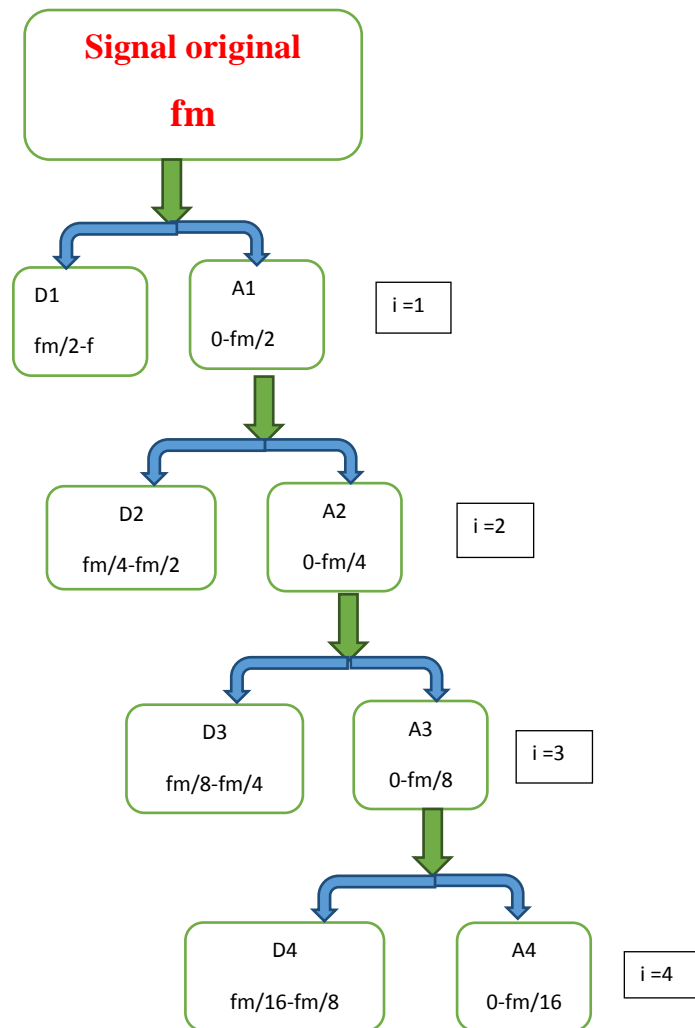 Signal original
fm
D1
fm/2-f
A1
0-fm/2
i =1
D2
fm/4-fm/2
A2
0-fm/4
i =2
D3
fm/8-fm/4
A3
0-fm/8
i =3
D4
fm/16-fm/8
A4
0-fm/16
i =4